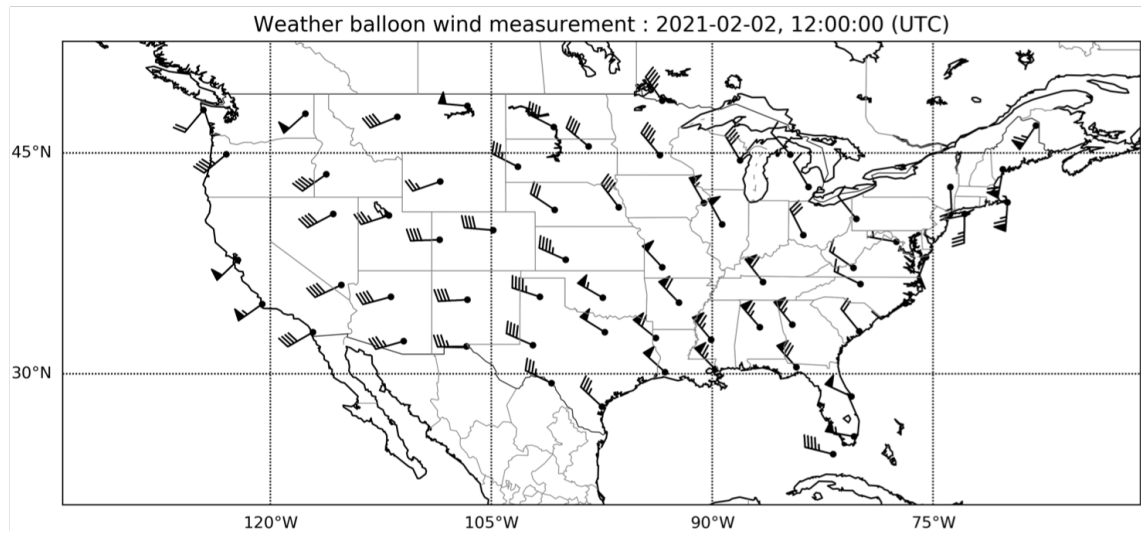 Weather balloon wind measurement : 2021-02-02, 12:00:00 (UTC)
45°N
30°N
120°W 105°W 90°W 75°W